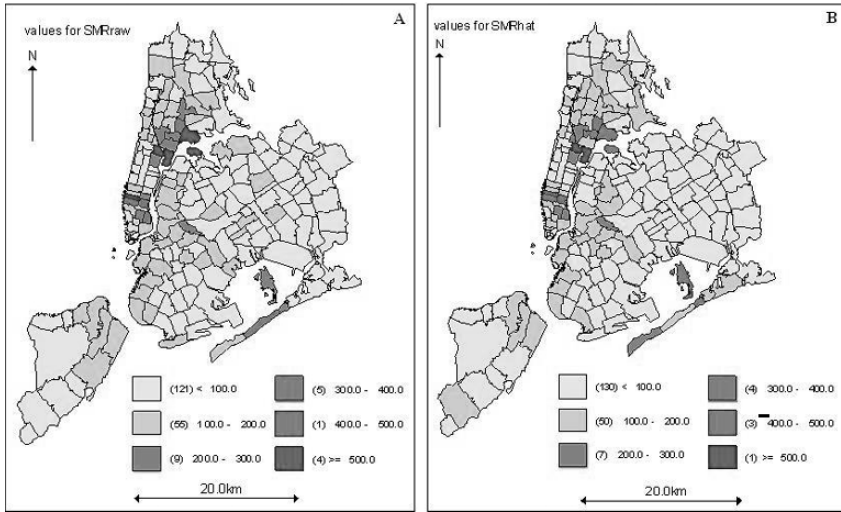 A
values for SMRraw
N
(121) < 100.0
(5) 300.0 - 400.0
(55) 100.0 - 200.0
(1) 400.0 - 500.0
(9) 200.0 - 300.0
(4) >= 500.0
20.0km
B
values for SMRhat
N
(130) < 100.0
(4) 300.0 - 400.0
(50) 100.0 - 200.0
(3) 400.0 - 500.0
(7) 200.0 - 300.0
(1) >= 500.0
20.0km